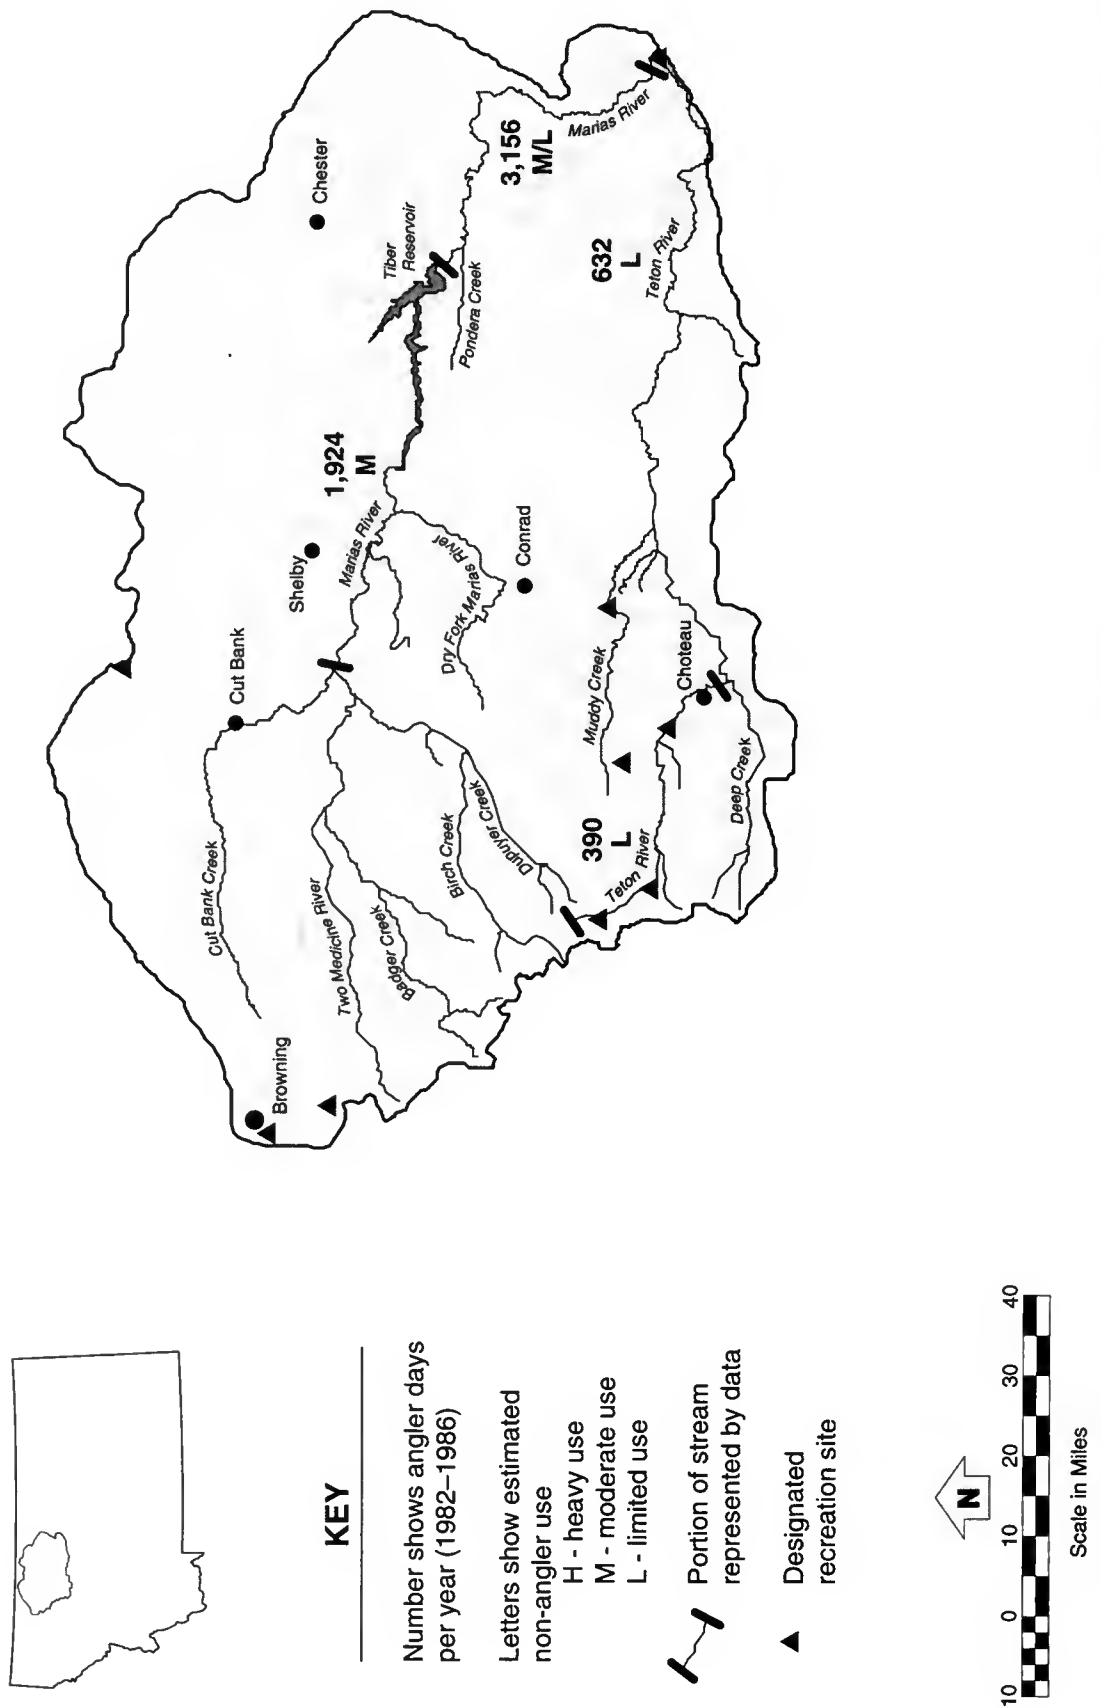 Chester
Tiber
Reservoir
3,156
M/L
Marias River
Pondera Creek
632
L
Teton River
1,924
M
Shelby
Marias River
Dry Fork Marias River
Conrad
Cut Bank
Muddy Creek
Choteau
Deep Creek
Cut Bank Creek
Two Medicine River
Badger Creek
Birch Creek
Dupuyer Creek
390
L
Teton River
Browning
KEY
Number shows angler days
per year (1982–1986)
Letters show estimated
non-angler use
H - heavy use
M - moderate use
L - limited use
Portion of stream
represented by data
Designated
recreation site
N
10 0 10 20 30 40
Scale in Miles